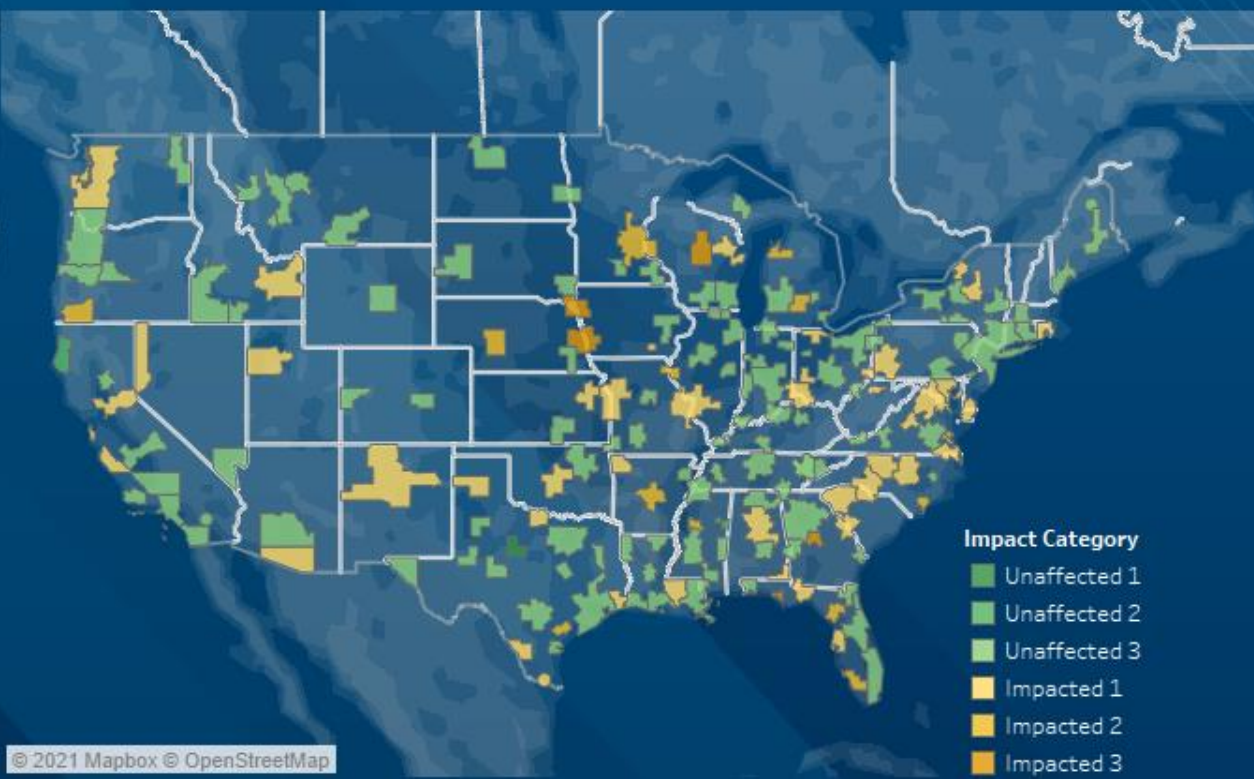 Impact Category
Unaffected 1
Unaffected 2
Unaffected 3
Impacted 1
Impacted 2
Impacted 3
© 2021 Mapbox © OpenStreetMap